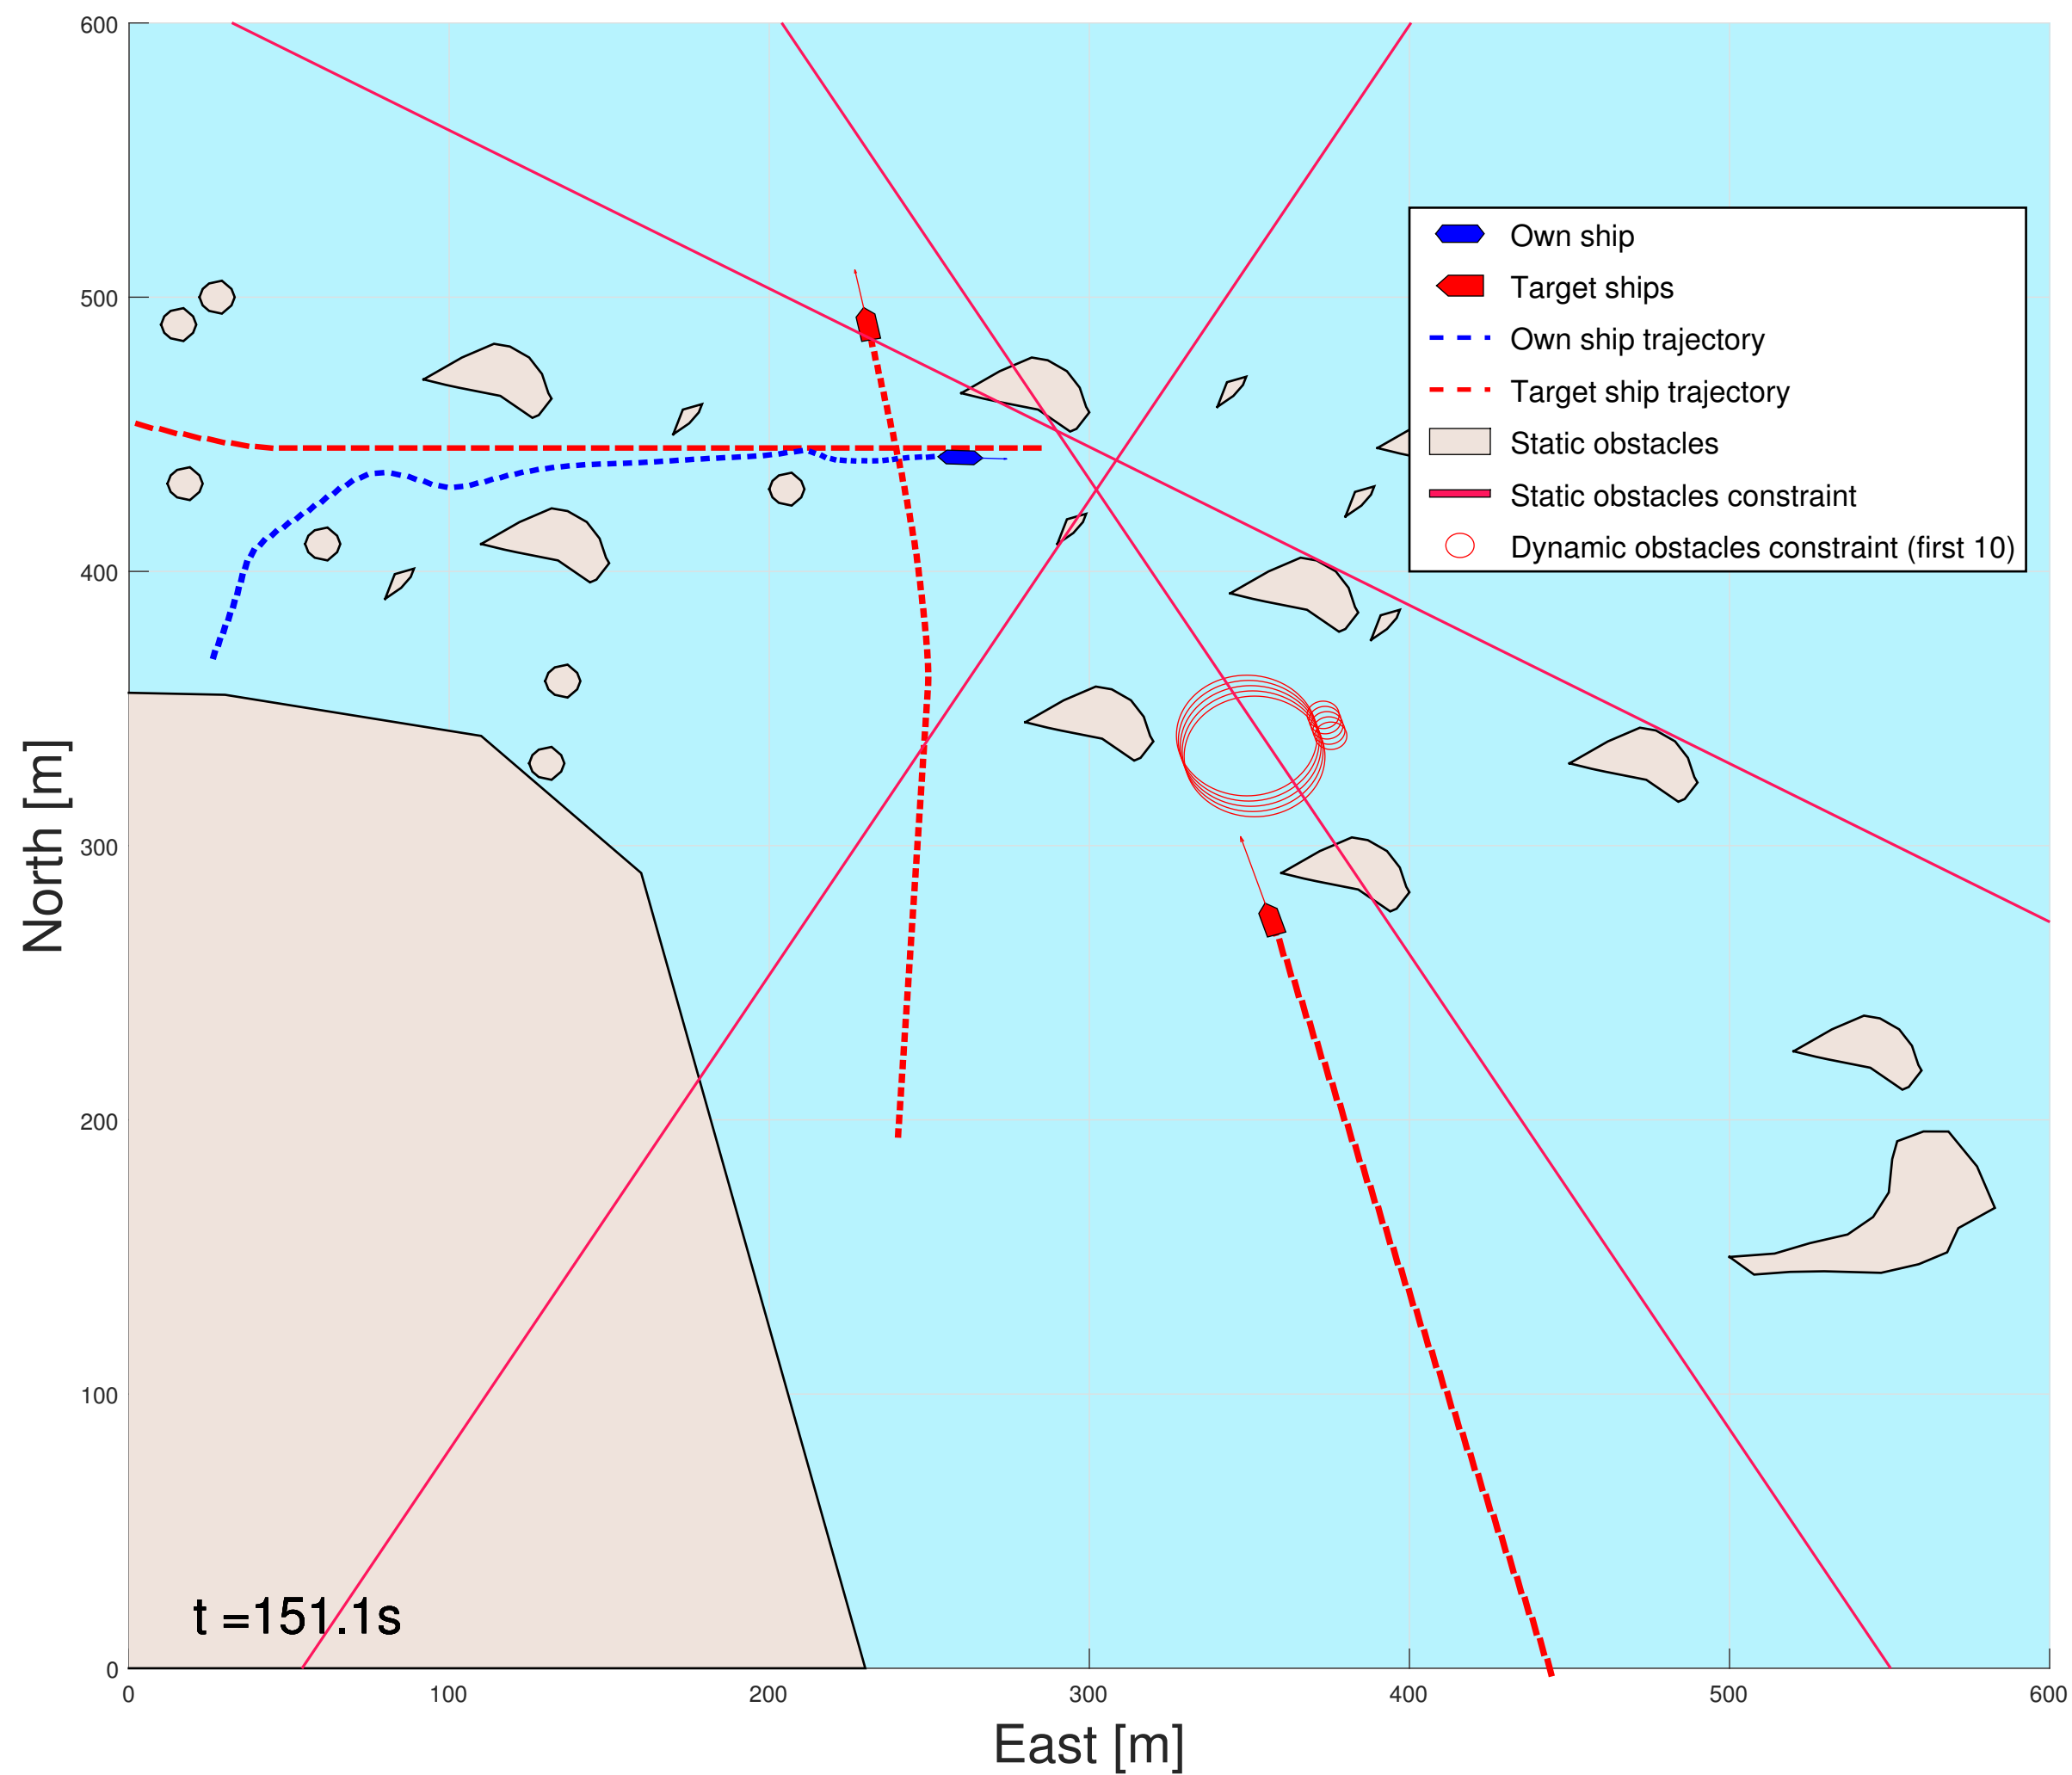 600
500
400
300
200
100
0
North [m]
Own ship
Target ships
Own ship trajectory
Target ship trajectory
Static obstacles
Static obstacles constraint
Dynamic obstacles constraint (first 10)
t =151.1s
0 100 200 300 400 500 600
East [m]